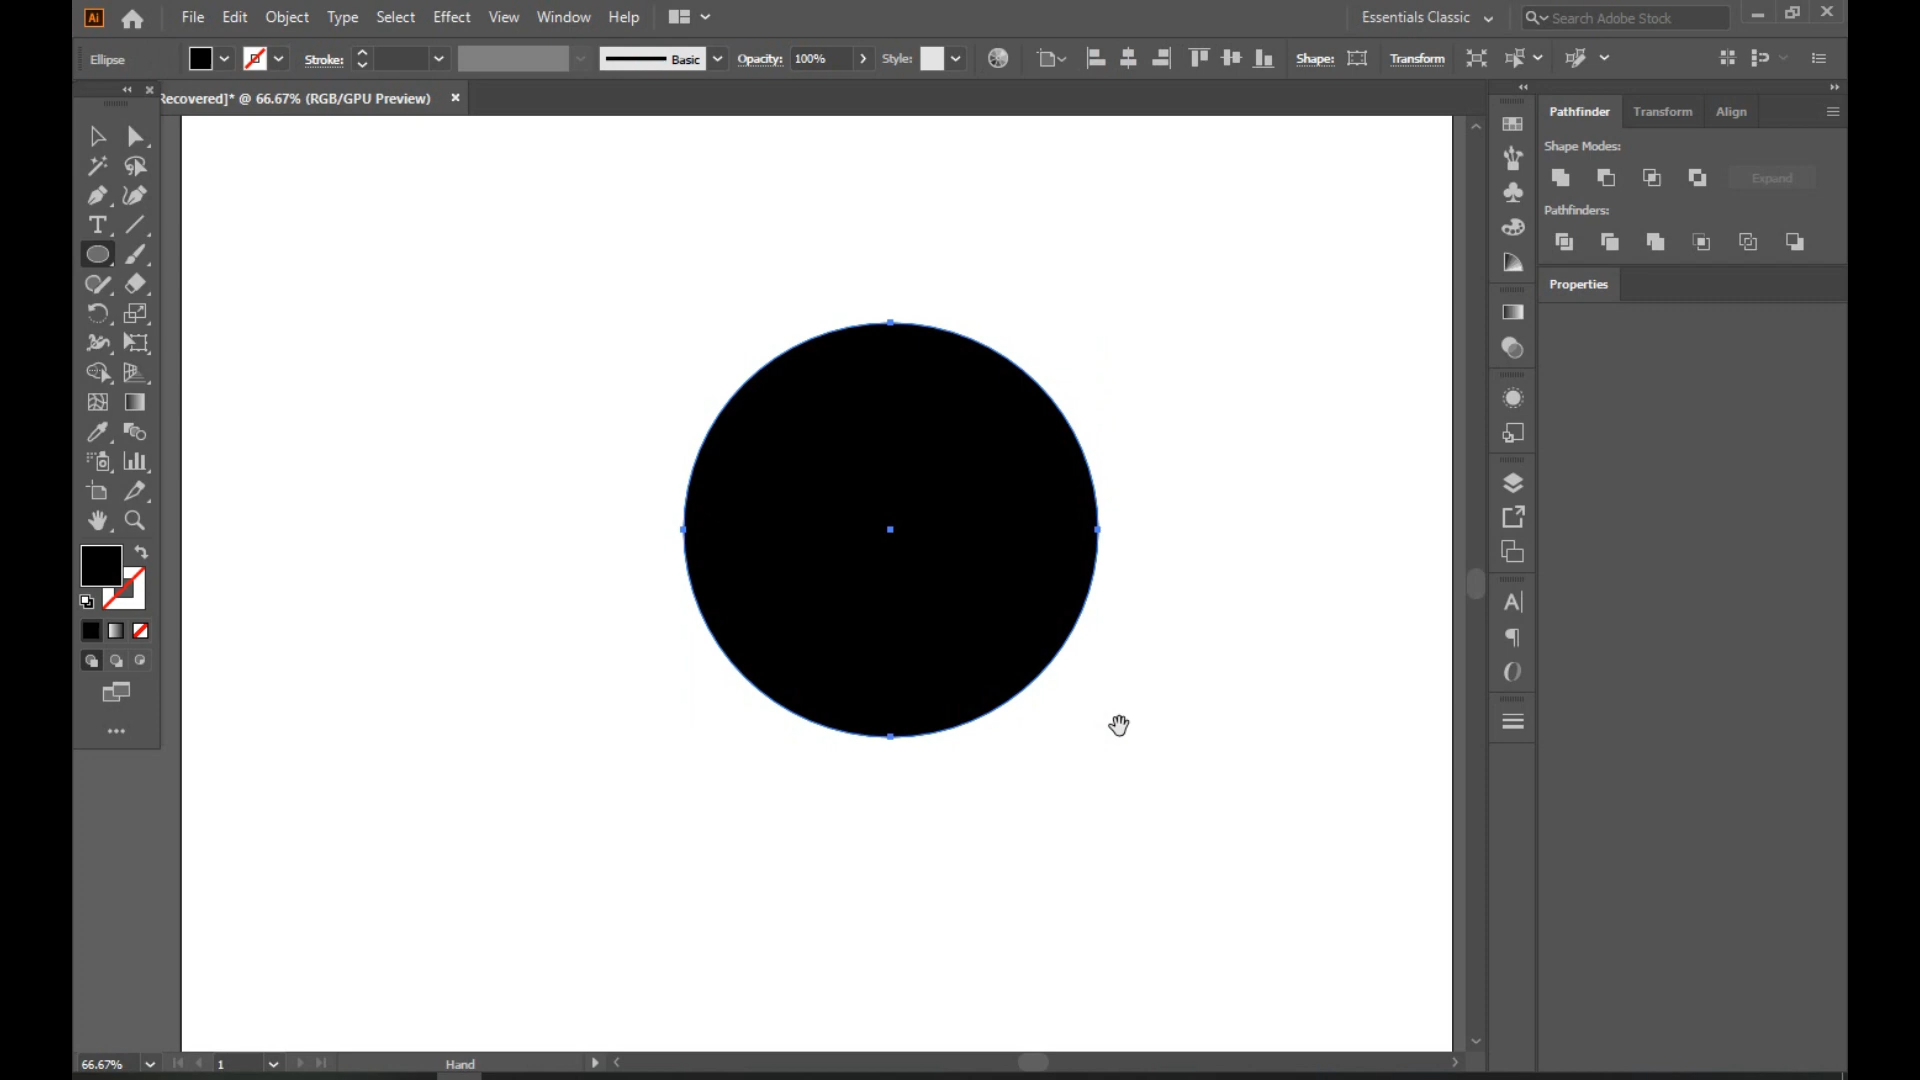 Ai File Edit Object Type Select Effect View Window Help Essentials Classic Search Adobe Stock
Ellipse Stroke: Basic Opacity: 100% Style: Shape: Transform
Recovered]* @ 66.67% (RGB/GPU Preview) ×
Pathfinder Transform Align
Shape Modes:
Expand
Pathfinders:
Properties
66.67% 1 Hand